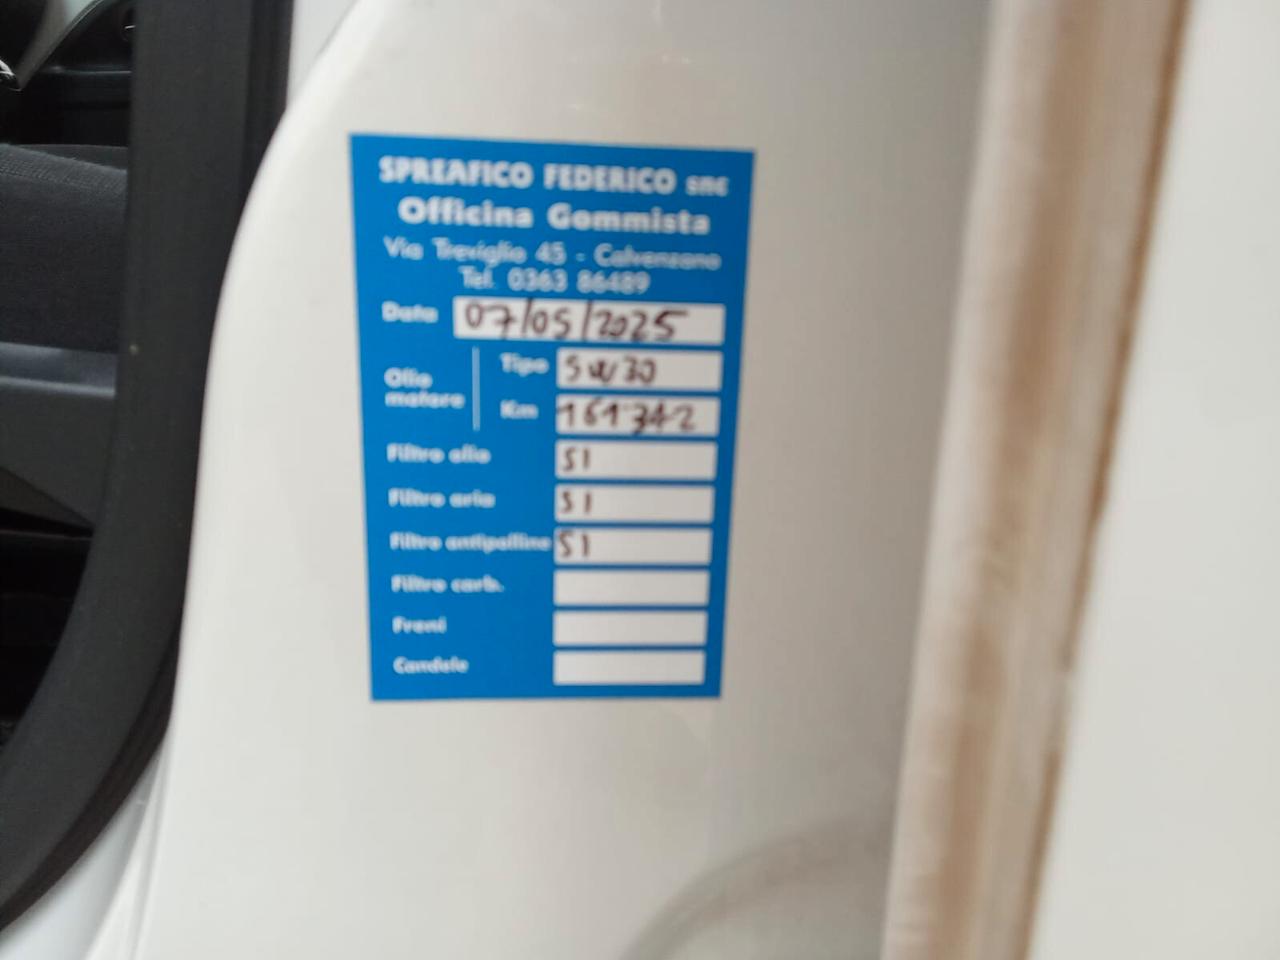 SPREAFICO FEDERICO snc
Officina Gommista
Via Treviglio 45 - Calvenzano
Tel. 0363 86489
Data 07/05/2025
Olio motore
Tipo 5w30
Km 161342
Filtro olio SI
Filtro aria SI
Filtro antipolline SI
Filtro carb.
Freni
Candele